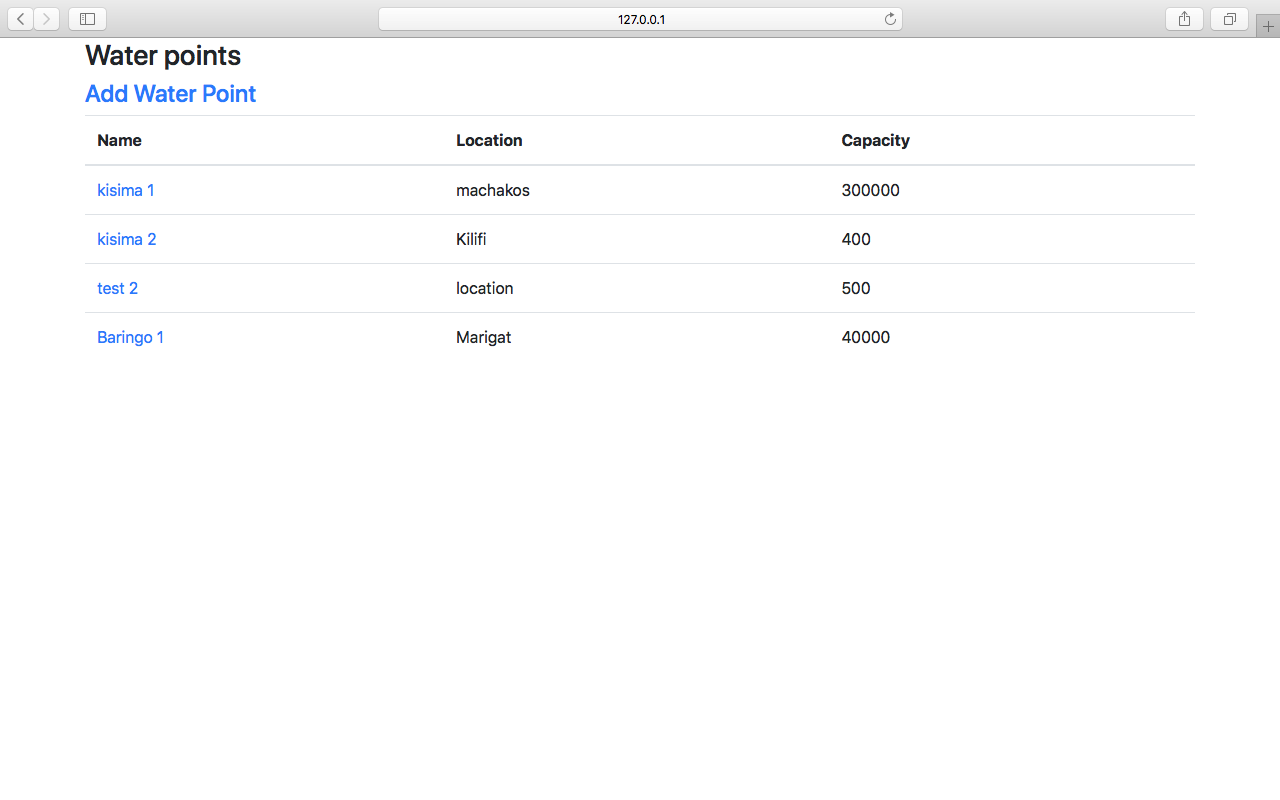 127.0.0.1
Water points
Add Water Point
Name Location Capacity
kisima 1 machakos 300000
kisima 2 Kilifi 400
test 2 location 500
Baringo 1 Marigat 40000